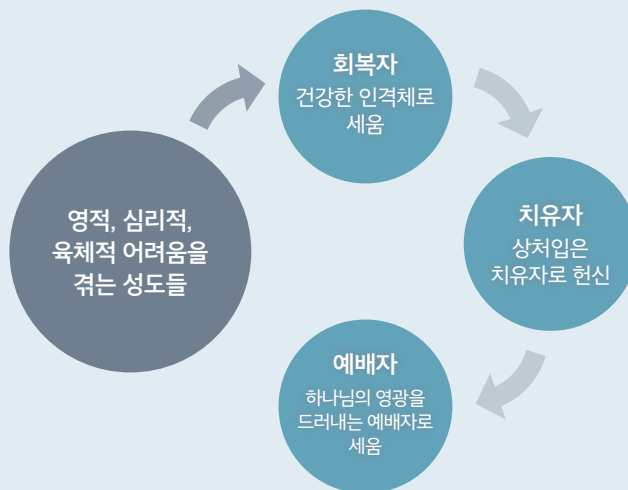 영적, 심리적,
육체적 어려움을
겪는 성도들
회복자
건강한 인격체로
세움
치유자
상처입은
치유자로 헌신
예배자
하나님의 영광을
드러내는 예배자로
세움